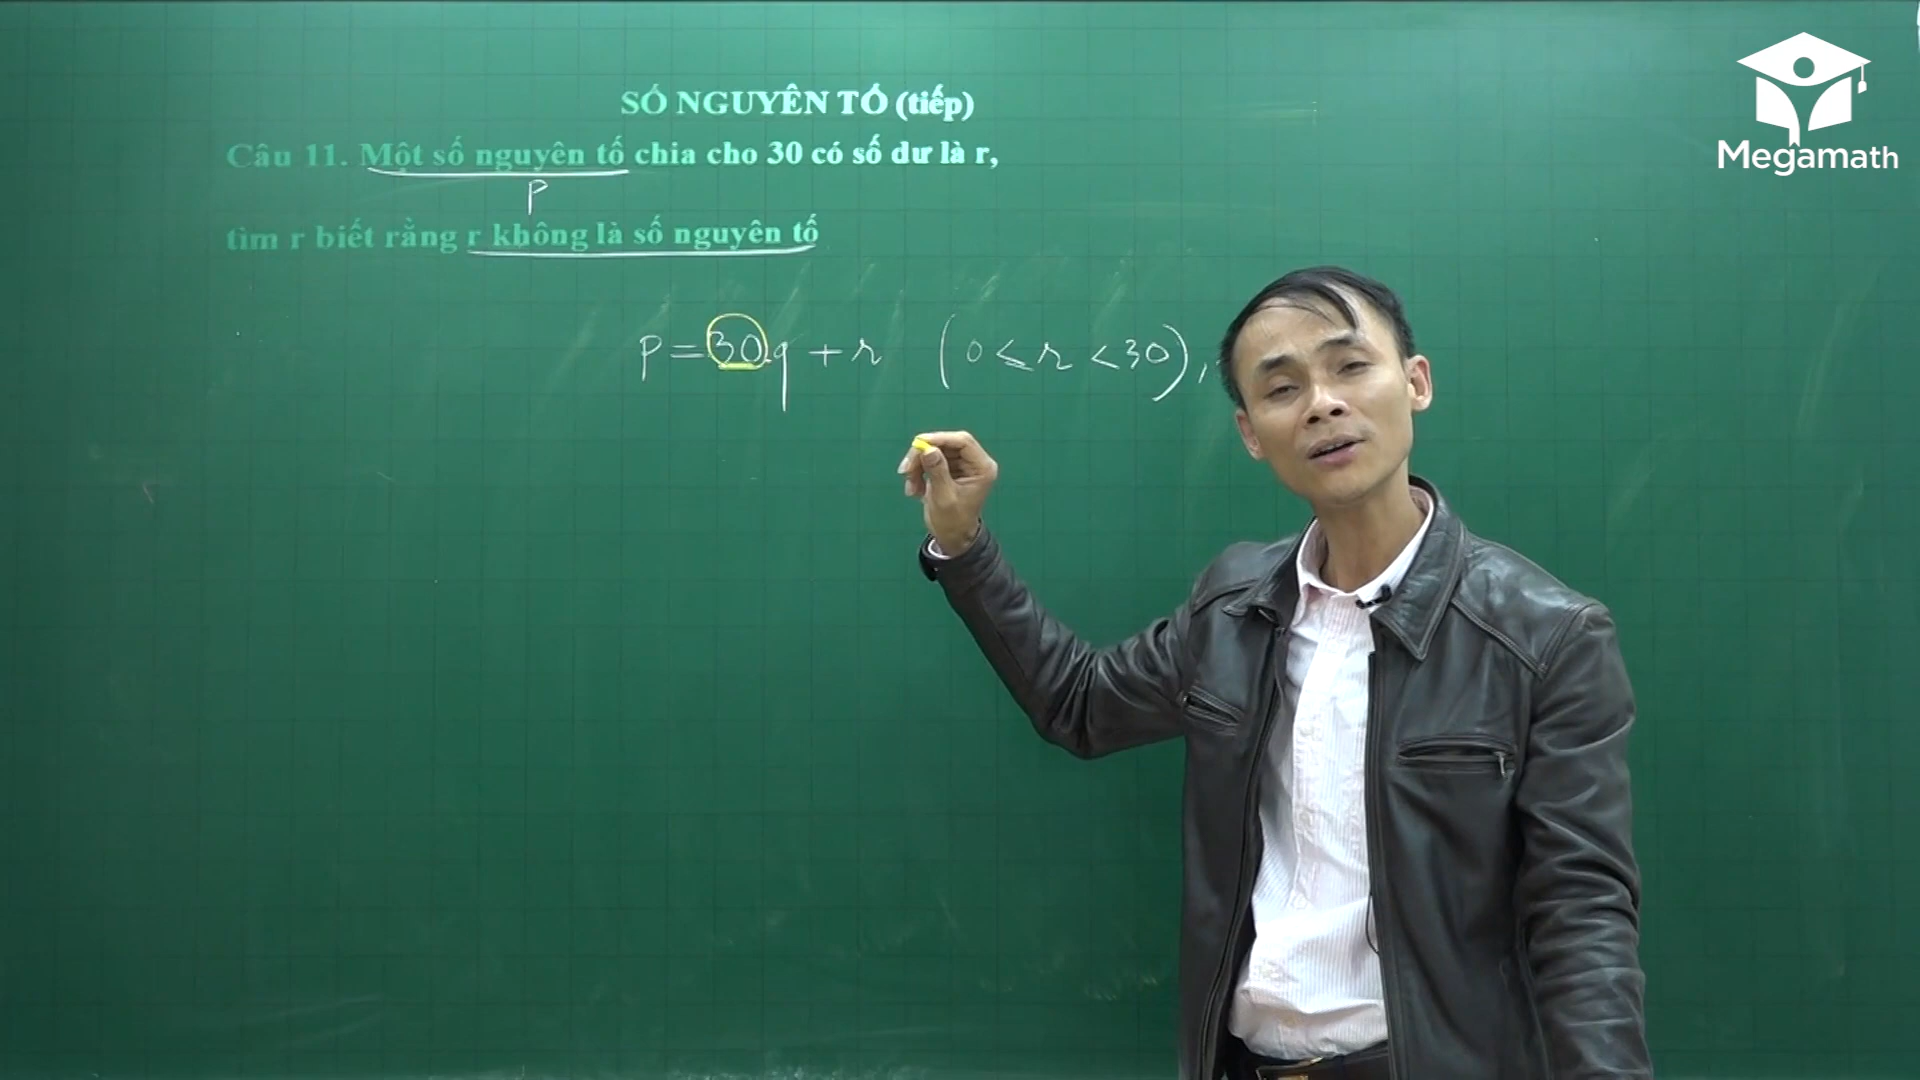 Megamath
SỐ NGUYÊN TỐ (tiếp)
Câu 11. Một số nguyên tố chia cho 30 có số dư là r,
p
tìm r biết rằng r không là số nguyên tố
p = 30.q + r (0 ≤ r < 30),